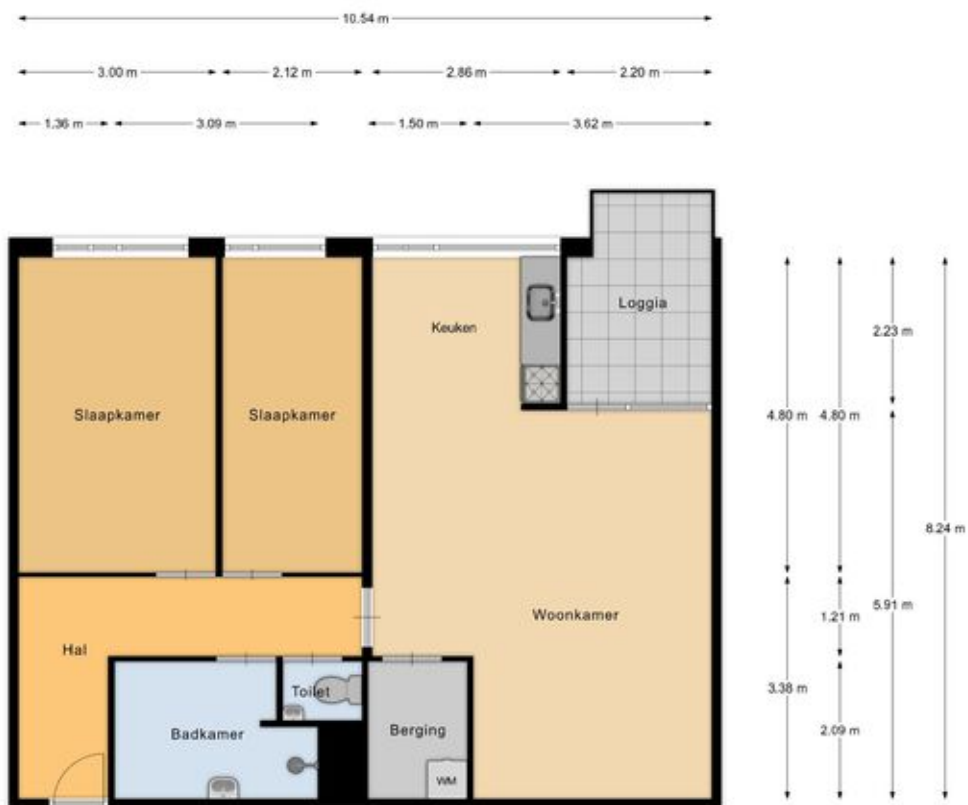 10.54 m
3.00 m 2.12 m 2.86 m 2.20 m
1.36 m 3.09 m 1.50 m 3.62 m
Loggia
Keuken
2.23 m
Slaapkamer Slaapkamer
4.80 m 4.80 m
8.24 m
5.91 m
Woonkamer
1.21 m
Hal
3.38 m
Toilet
Badkamer
Berging
2.09 m
WM